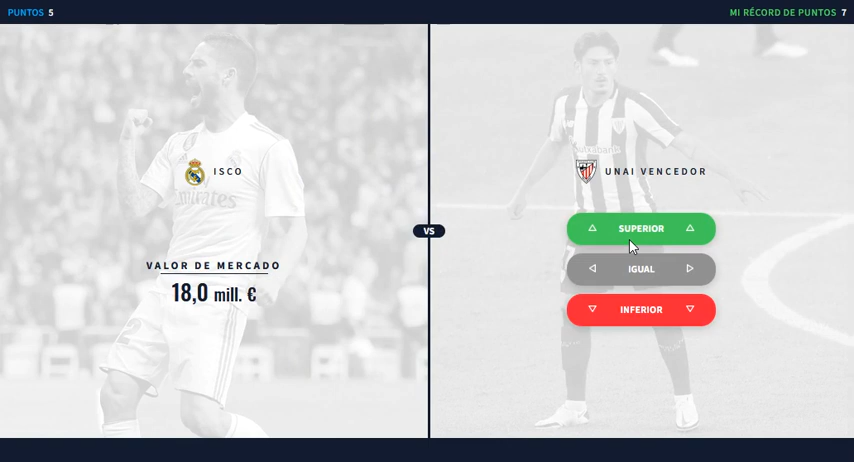 PUNTOS 5
MI RÉCORD DE PUNTOS 7
ISCO
VALOR DE MERCADO
18,0 mill. €
VS
UNAI VENCEDOR
SUPERIOR
IGUAL
INFERIOR